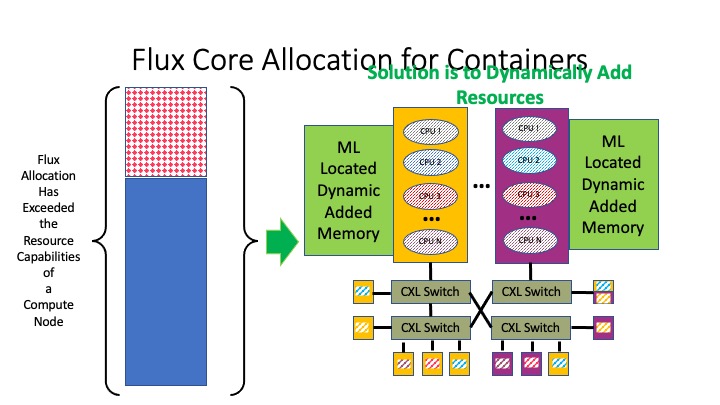 Flux Core Allocation for Containers
Solution is to Dynamically Add
Resources
Flux
Allocation
Has
Exceeded
the
Resource
Capabilities
of
a
Compute
Node
ML
Located
Dynamic
Added
Memory
CPU 1
CPU 2
CPU 3
...
CPU N
...
CPU 1
CPU 2
CPU 3
...
CPU N
ML
Located
Dynamic
Added
Memory
CXL Switch
CXL Switch
CXL Switch
CXL Switch